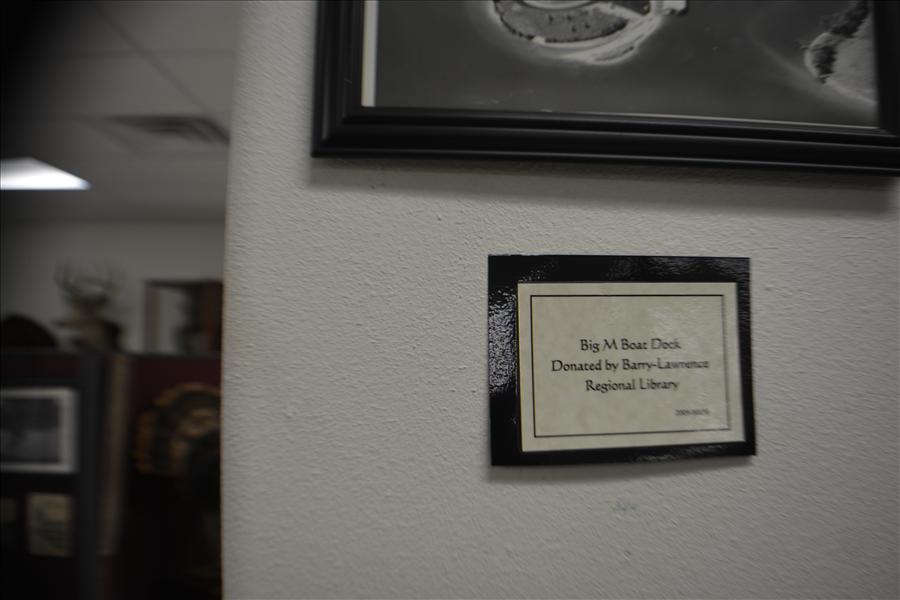 Big M Boat Dock
Donated by Barry-Lawrence
Regional Library